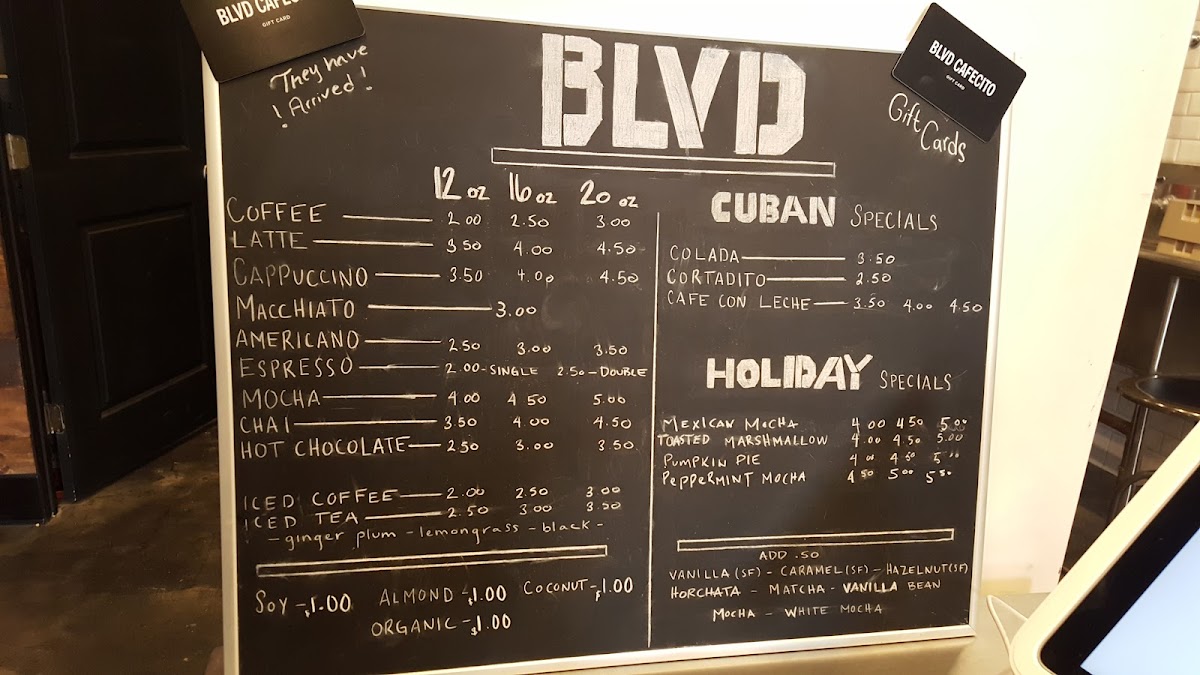 BLVD CAFECITO
GIFT CARD
They have
! Arrived!
BLVD
BLVD CAFECITO
GIFT CARD
Gift
Cards
12 oz 16 oz 20 oz
COFFEE 2.00 2.50 3.00
LATTE 3.50 4.00 4.50
CAPPUCCINO 3.50 4.00 4.50
MACCHIATO 3.00
AMERICANO 2.50 3.00 3.50
ESPRESSO 2.00-SINGLE 2.50-DOUBLE
MOCHA 4.00 4 50 5.00
CHAI 3.50 4.00 4.50
HOT CHOCOLATE 2.50 3.00 3.50
ICED COFFEE 2.00 2.50 3.00
ICED TEA 2.50 3.00 3.50
-ginger plum-lemongrass-black-
SOY-$1.00 ALMOND-$1.00 COCONUT-$1.00
ORGANIC-$1.00
CUBAN SPECIALS
COLADA 3.50
CORTADITO 2.50
CAFE CON LECHE 3.50 4.00 4.50
HOLIDAY SPECIALS
MEXICAN MOCHA 4 00 4 50 5.00
TOASTED MARSHMALLOW 4.00 4.50 5.00
PUMPKIN PIE 4 00 4 50 5 00
PEPPERMINT MOCHA 4 50 5 00 5 50
ADD .50
VANILLA (SF) - CARAMEL (SF) - HAZELNUT (SF)
HORCHATA - MATCHA - VANILLA BEAN
MOCHA - WHITE MOCHA